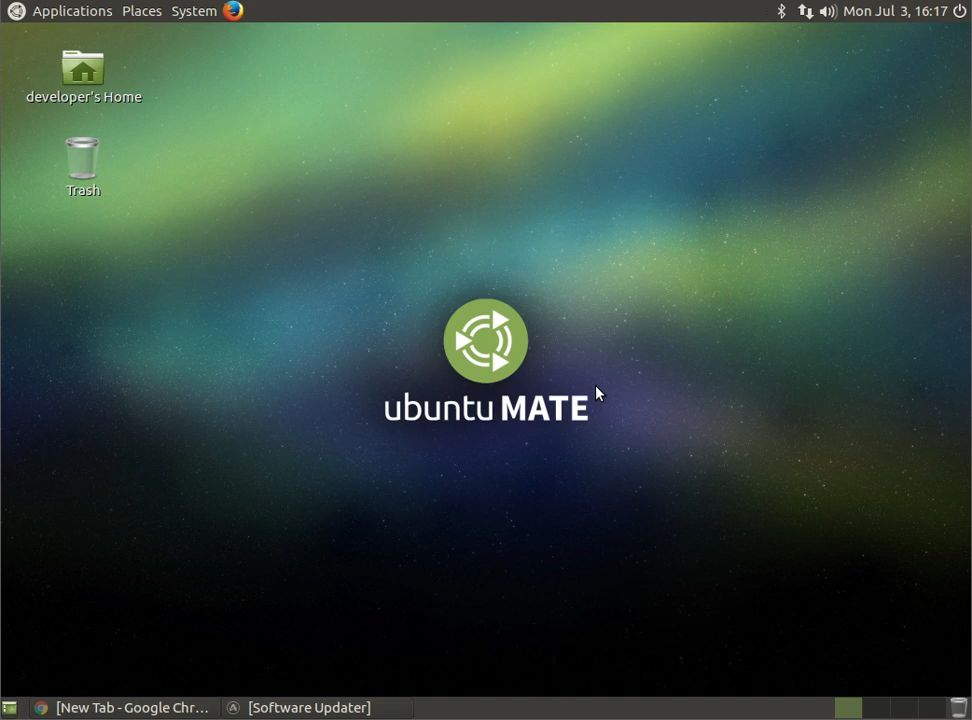 Applications Places System Mon Jul 3, 16:17
developer's Home
Trash
ubuntu MATE
[New Tab - Google Chr... [Software Updater]